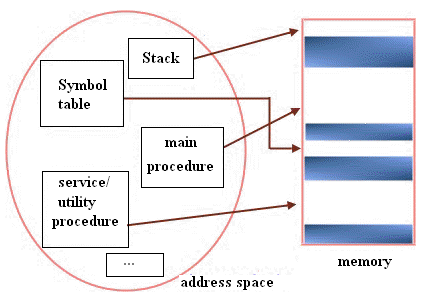 Stack
Symbol
table
main
procedure
service/
utility
procedure
...
address space
memory